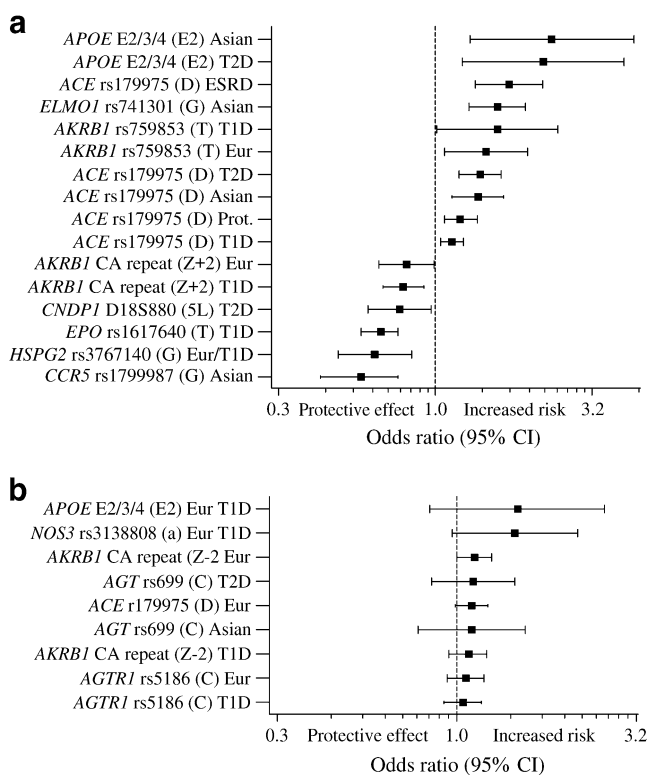 a
APOE E2/3/4 (E2) Asian
APOE E2/3/4 (E2) T2D
ACE rs179975 (D) ESRD
ELMO1 rs741301 (G) Asian
AKRB1 rs759853 (T) T1D
AKRB1 rs759853 (T) Eur
ACE rs179975 (D) T2D
ACE rs179975 (D) Asian
ACE rs179975 (D) Prot.
ACE rs179975 (D) T1D
AKRB1 CA repeat (Z+2) Eur
AKRB1 CA repeat (Z+2) T1D
CNDP1 D18S880 (5L) T2D
EPO rs1617640 (T) T1D
HSPG2 rs3767140 (G) Eur/T1D
CCR5 rs1799987 (G) Asian
0.3 Protective effect 1.0 Increased risk 3.2
Odds ratio (95% CI)
b
APOE E2/3/4 (E2) Eur T1D
NOS3 rs3138808 (a) Eur T1D
AKRB1 CA repeat (Z-2 Eur
AGT rs699 (C) T2D
ACE r179975 (D) Eur
AGT rs699 (C) Asian
AKRB1 CA repeat (Z-2) T1D
AGTR1 rs5186 (C) Eur
AGTR1 rs5186 (C) T1D
0.3 Protective effect 1.0 Increased risk 3.2
Odds ratio (95% CI)